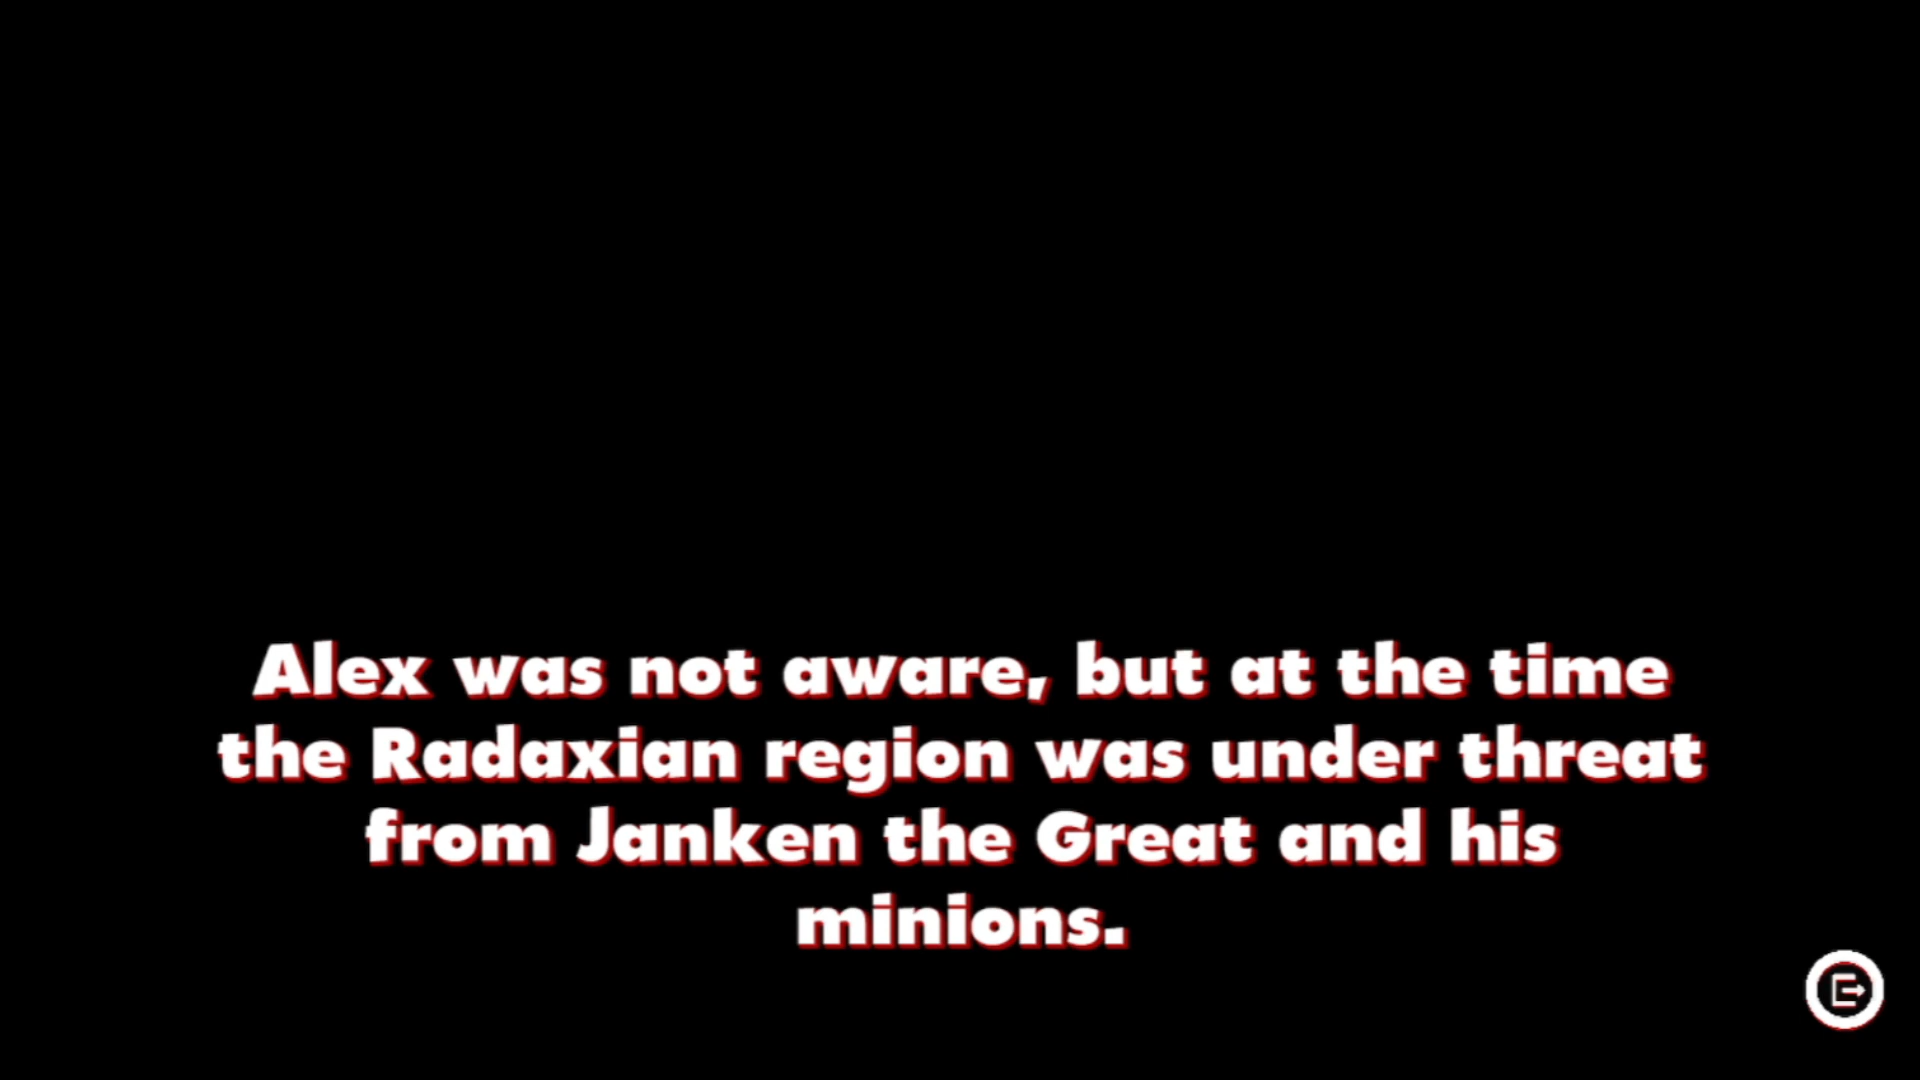 Alex was not aware, but at the time
the Radaxian region was under threat
from Janken the Great and his
minions.